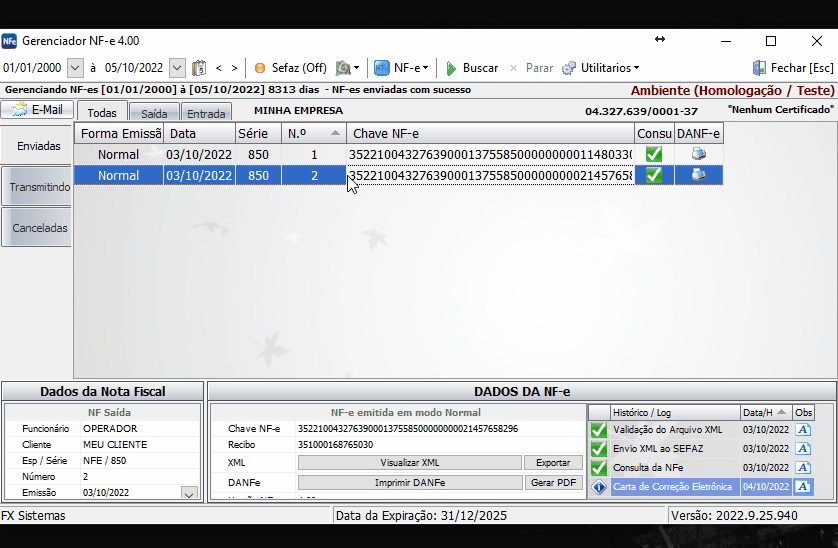 NFe Gerenciador NF-e 4.00
01/01/2000 à 05/10/2022 < > Sefaz (Off) NF-e Buscar Parar Utilitarios Fechar [Esc]
Gerenciando NF-es [01/01/2000] à [05/10/2022] 8313 dias - NF-es enviadas com sucesso Ambiente (Homologação / Teste)
E-Mail Todas Saída Entrada MINHA EMPRESA 04.327.639/0001-37 "Nenhum Certificado"
Enviadas
Transmitindo
Canceladas
Forma Emissã Data Série N.º Chave NF-e Consu DANF-e
Normal 03/10/2022 850 1
Normal 03/10/2022 850 2
Dados da Nota Fiscal
NF Saída
Funcionário OPERADOR
Cliente MEU CLIENTE
Esp / Série NFE / 850
Número 2
Emissão 03/10/2022
DADOS DA NF-e
NF-e emitida em modo Normal
Chave NF-e 
Recibo 351000168765030
XML Visualizar XML Exportar
DANFe Imprimir DANFe Gerar PDF
Histórico / Log Data/H Obs
Validação do Arquivo XML 03/10/2022 A
Envio XML ao SEFAZ 03/10/2022 A
Consulta da NFe 03/10/2022 A
Carta de Correção Eletrônica 04/10/2022 A
FX Sistemas Data da Expiração: 31/12/2025 Versão: 2022.9.25.940